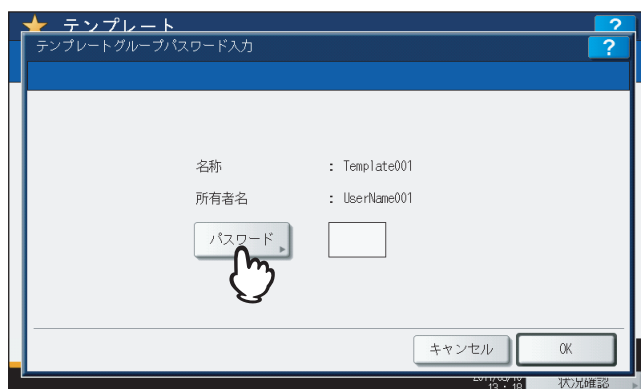 テンプレート
?
テンプレートグループパスワード入力
?
名称 : Template001
所有者名 : UserName001
パスワード
キャンセル
OK
13:18
状況確認